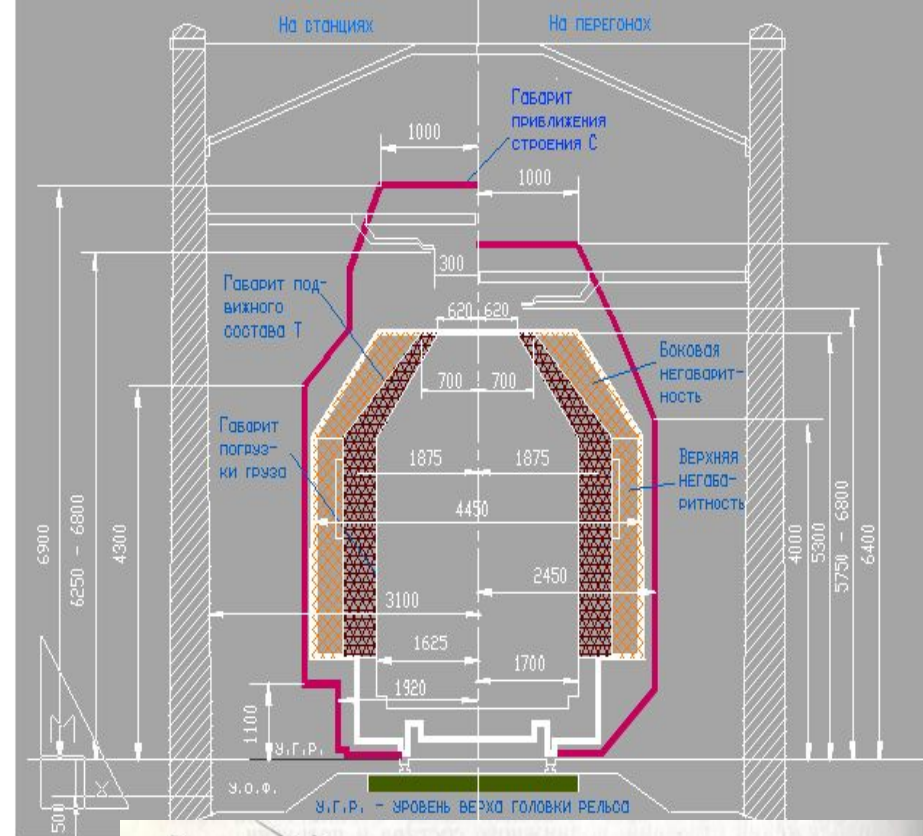 На станциях
На перегонах
Габарит
приближения
строения С
1000
1000
300
Габарит под-
вижного
состава Т
620 620
Боковая
негабарит-
ность
700 700
Габарит
погруз-
ки груза
1875 1875
Верхняя
негаба-
ритность
4450
6900
6250 - 6800
4300
4000
5300
5750 - 6800
6400
2450
3100
1625
1700
1920
1100
У.Г.Р.
У.О.Ф.
У.Г.Р. - УРОВЕНЬ ВЕРХА ГОЛОВКИ РЕЛЬСА
M
X
500